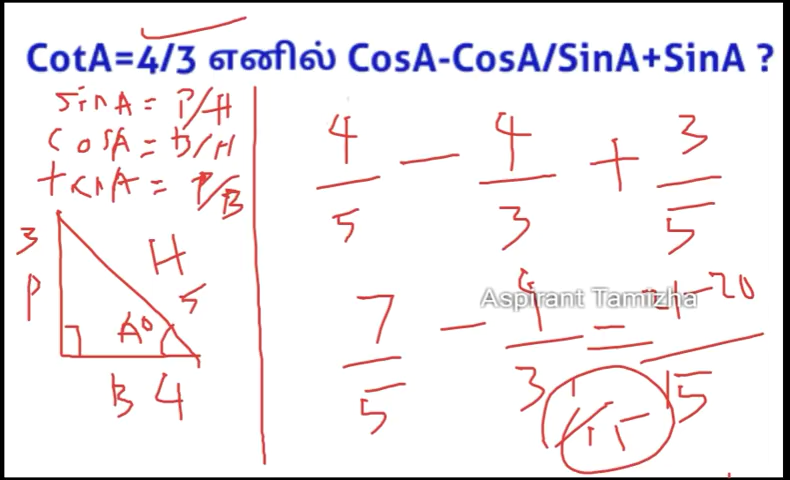 CotA=4/3 எனில் CosA-CosA/SinA+SinA ?
SinA = P/H
CosA = B/H
tanA = P/B
3
P
H
5
A°
B 4
4/5 - 4/3 + 3/5
Aspirant Tamizha
7/5 - 4/3 = 21-20/15
1/15